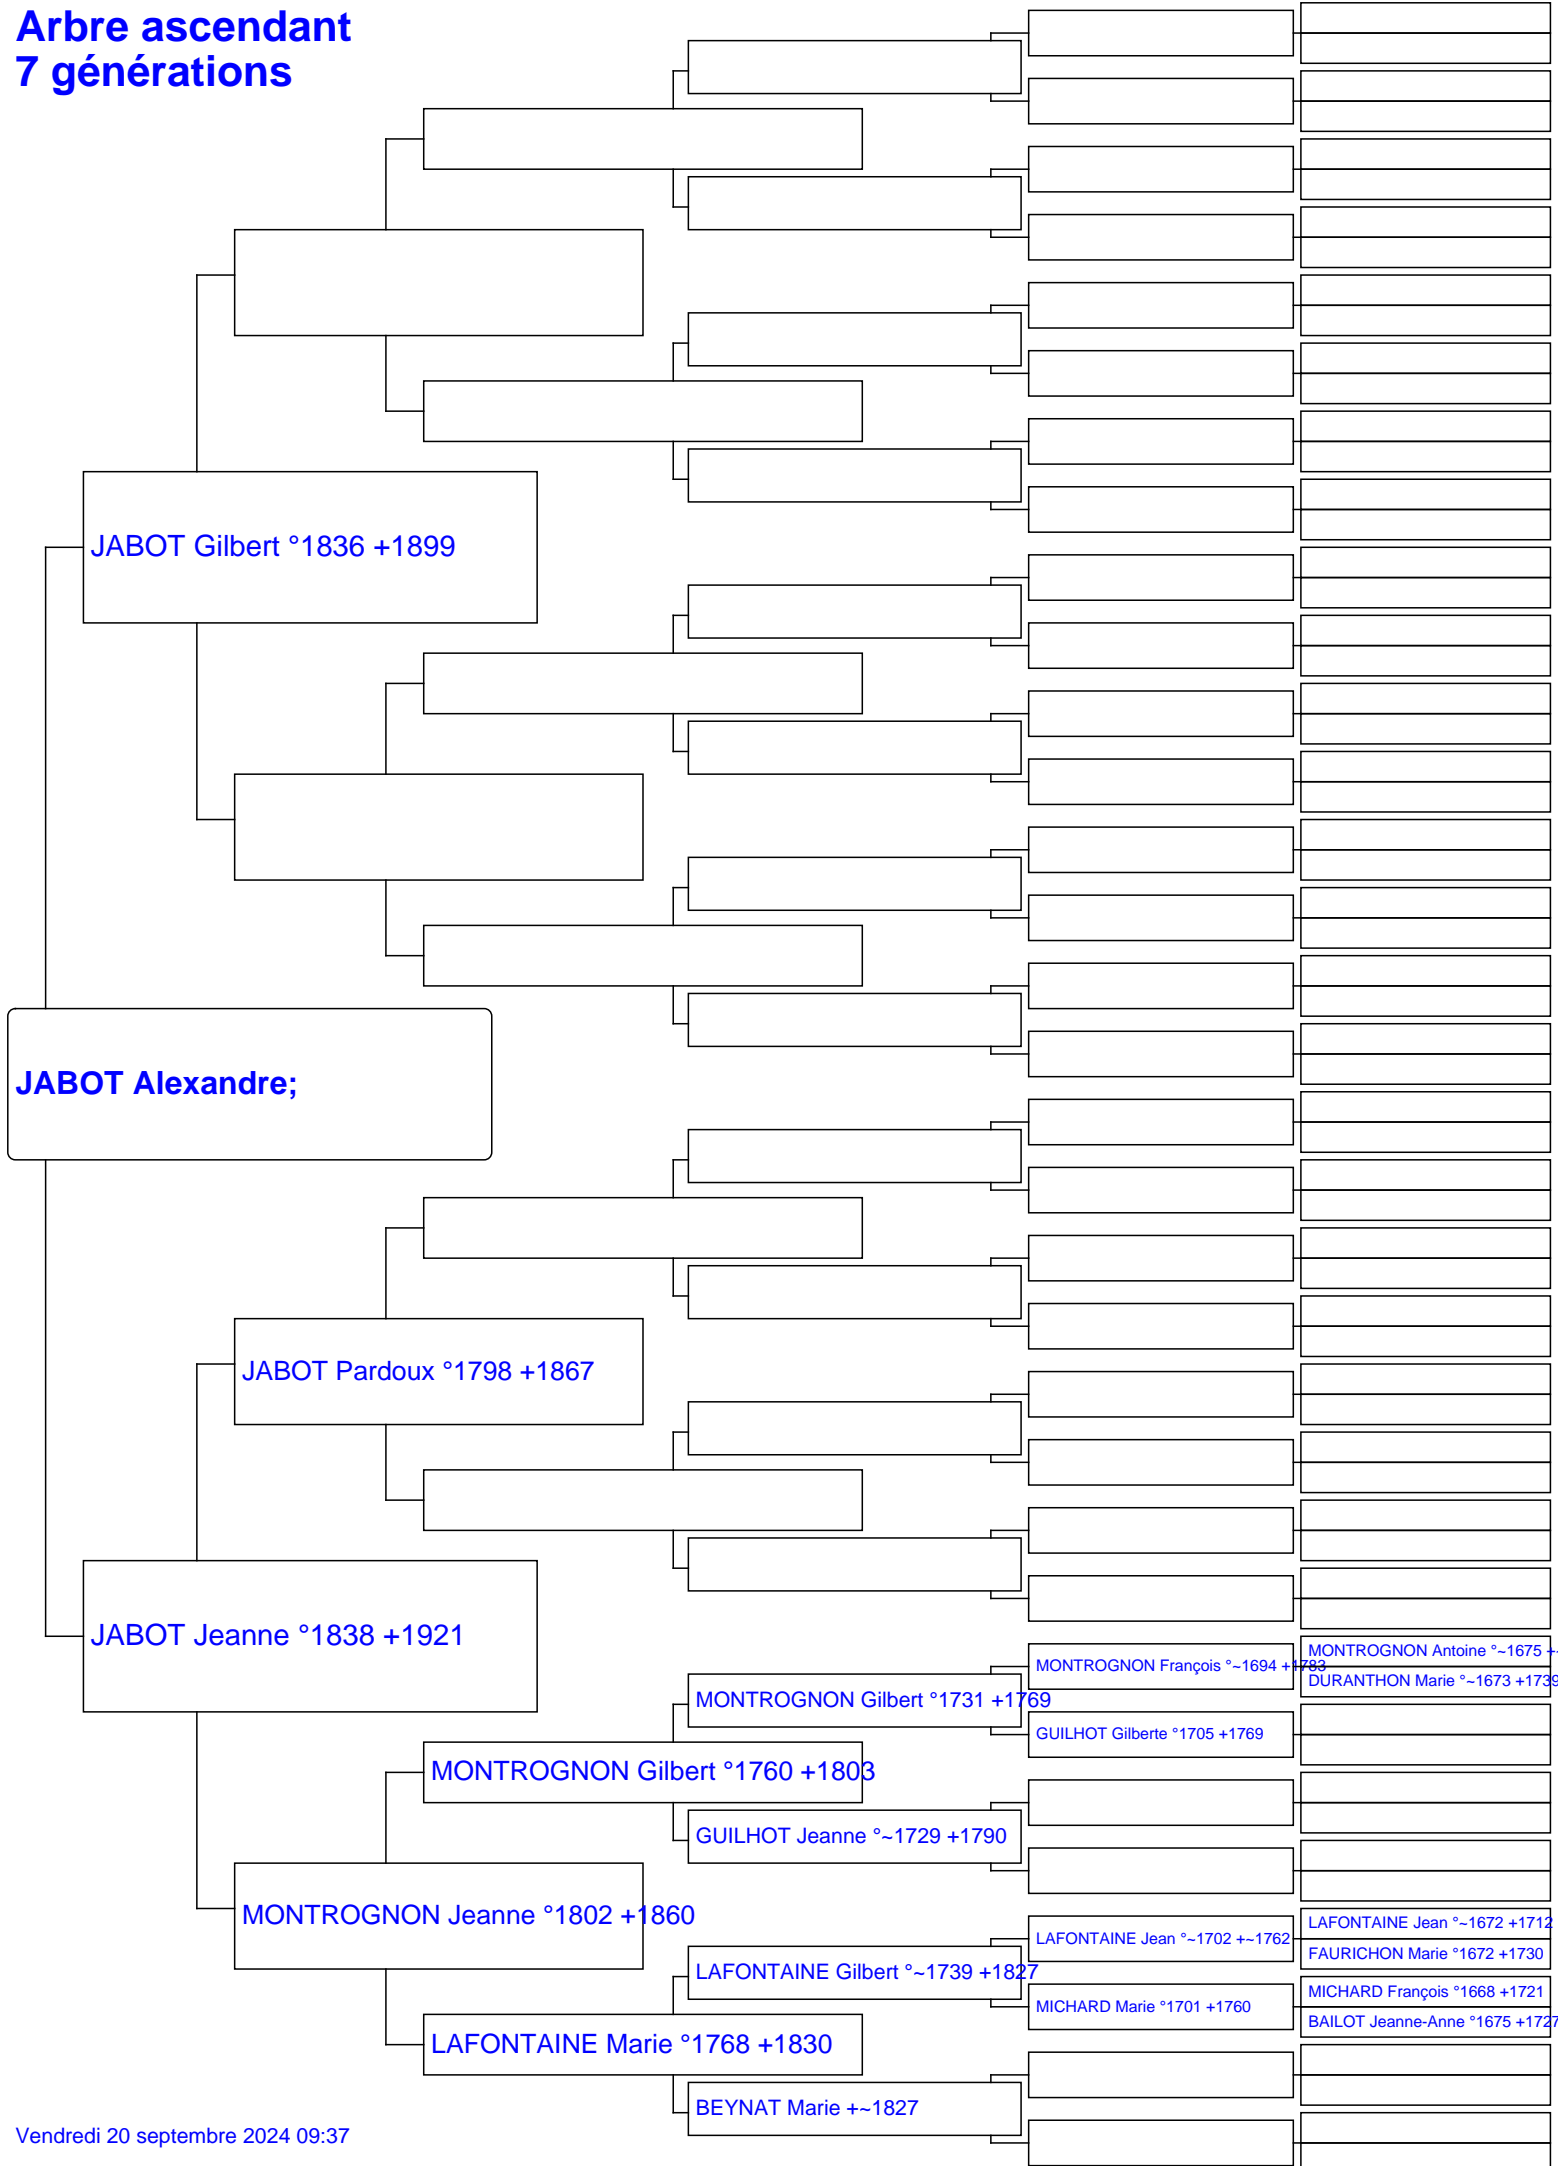 Arbre ascendant
7 générations
JABOT Gilbert °1836 +1899
JABOT Alexandre;
JABOT Pardoux °1798 +1867
JABOT Jeanne °1838 +1921
MONTROGNON Antoine °~1675 +~
MONTROGNON François °~1694 +1783
DURANTHON Marie °~1673 +1739
MONTROGNON Gilbert °1731 +1769
GUILHOT Gilberte °1705 +1769
MONTROGNON Gilbert °1760 +1803
GUILHOT Jeanne °~1729 +1790
MONTROGNON Jeanne °1802 +1860
LAFONTAINE Jean °~1672 +1712
LAFONTAINE Jean °~1702 +~1762
FAURICHON Marie °1672 +1730
LAFONTAINE Gilbert °~1739 +1827
MICHARD François °1668 +1721
MICHARD Marie °1701 +1760
BAILOT Jeanne-Anne °1675 +1727
LAFONTAINE Marie °1768 +1830
BEYNAT Marie +~1827
Vendredi 20 septembre 2024 09:37